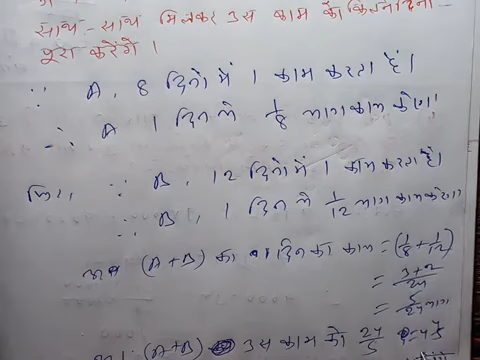 साथ-साथ मिलकर उस काम को कितने दिनों
पूरा करेंगे ।
∵ A, 8 दिनों में 1 काम करता है।
∴ A 1 दिन में 1/8 भाग काम करेगा
फिर, ∵ B, 12 दिनों में 1 काम करता है।
∴ B, 1 दिन में 1/12 भाग काम करेगा
अब (A+B) का 1 दिन का काम = (1/8 + 1/12)
= 3+2/24
= 5/24 भाग
(A+B) उस काम को 24/5 = 4